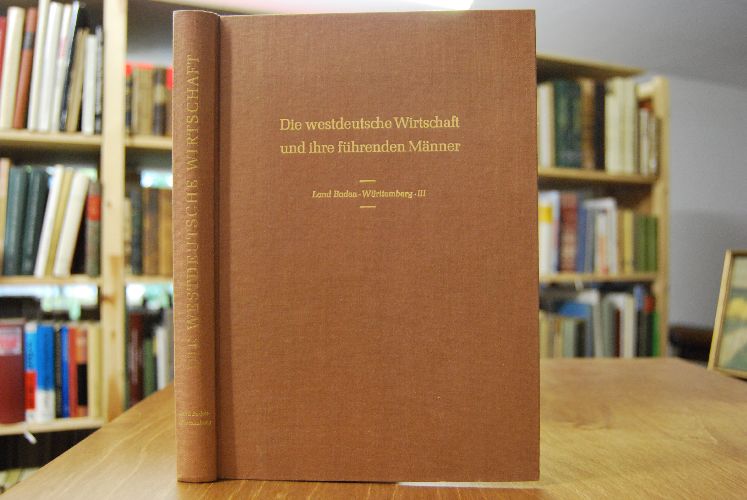 Die westdeutsche Wirtschaft
und ihre führenden Männer
Land Baden-Württemberg · III
DIE WESTDEUTSCHE WIRTSCHAFT